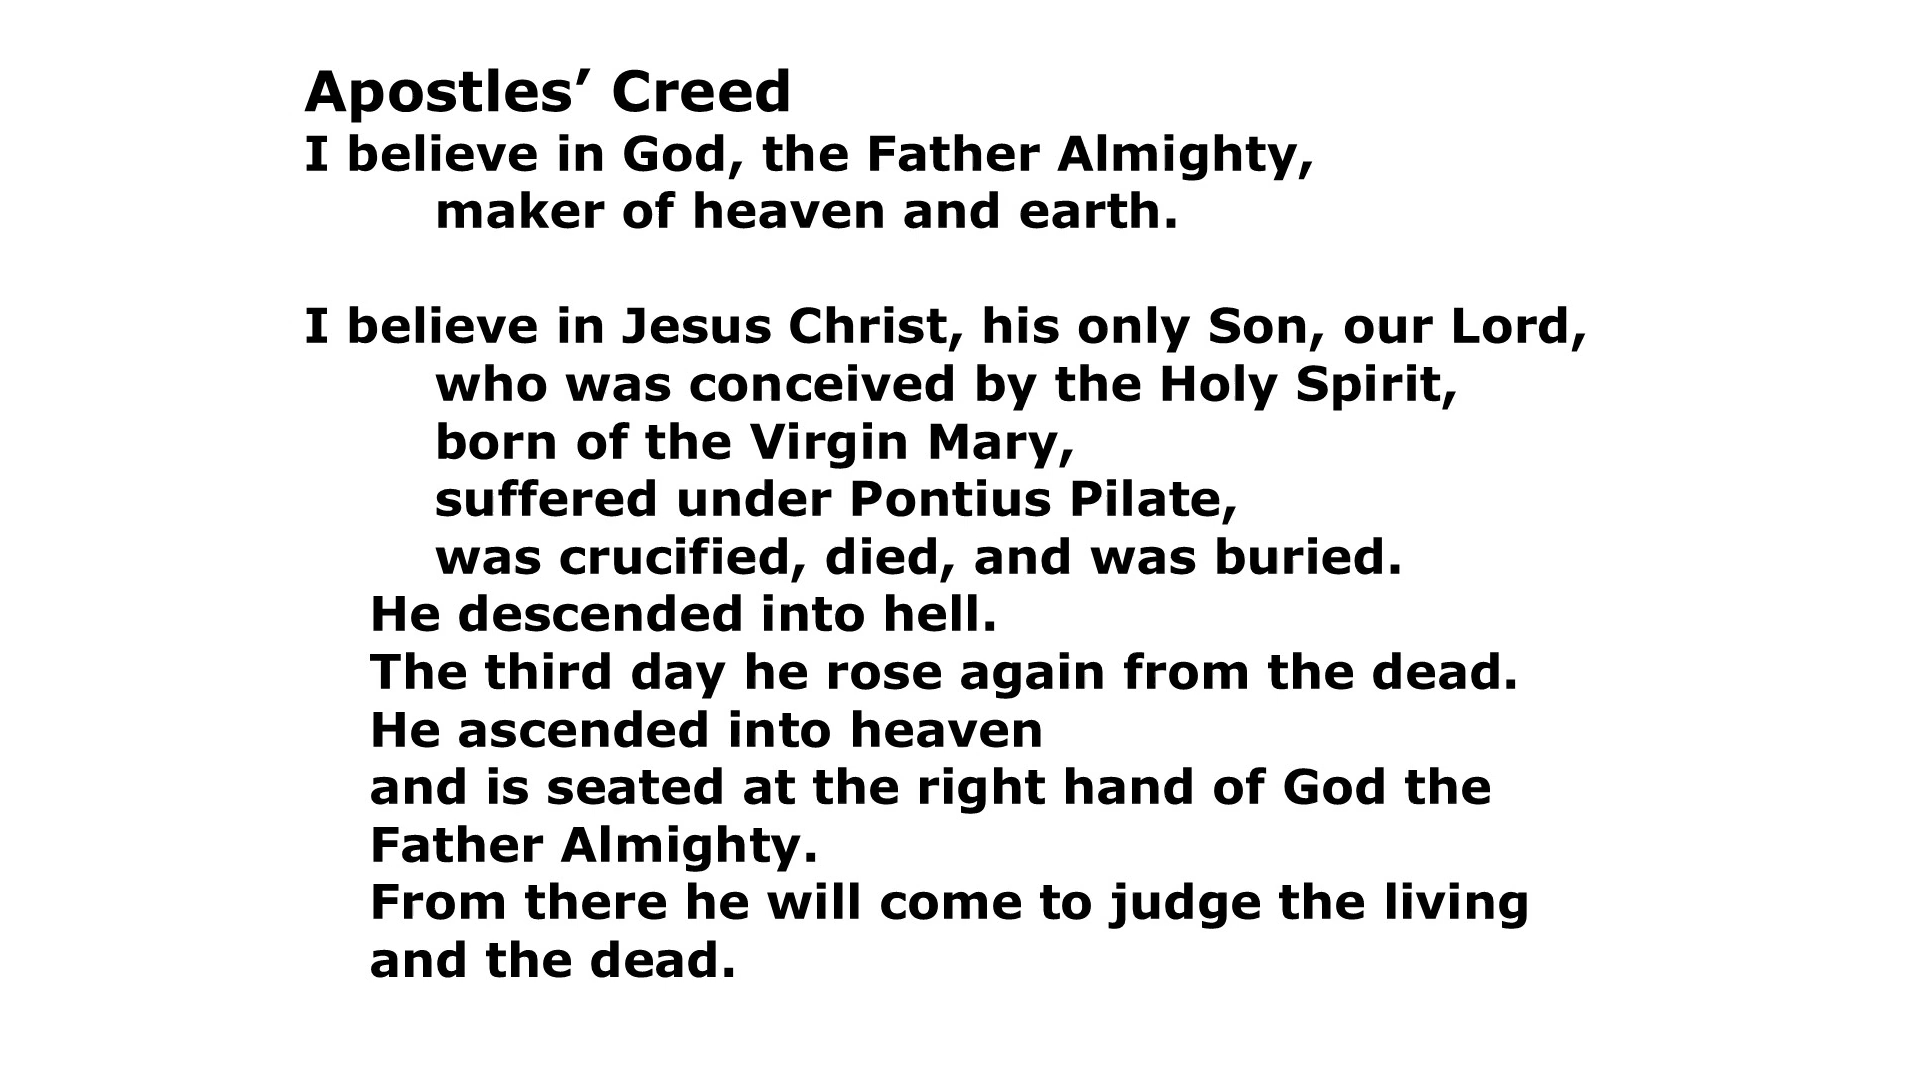 Apostles’ Creed
I believe in God, the Father Almighty,
maker of heaven and earth.
I believe in Jesus Christ, his only Son, our Lord,
who was conceived by the Holy Spirit,
born of the Virgin Mary,
suffered under Pontius Pilate,
was crucified, died, and was buried.
He descended into hell.
The third day he rose again from the dead.
He ascended into heaven
and is seated at the right hand of God the
Father Almighty.
From there he will come to judge the living
and the dead.